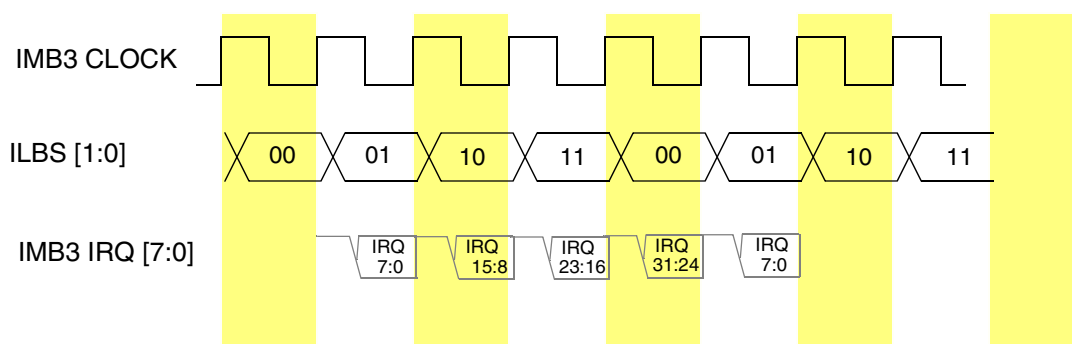 IMB3 CLOCK
ILBS [1:0]
00 01 10 11 00 01 10 11
IMB3 IRQ [7:0]
IRQ 7:0
IRQ 15:8
IRQ 23:16
IRQ 31:24
IRQ 7:0